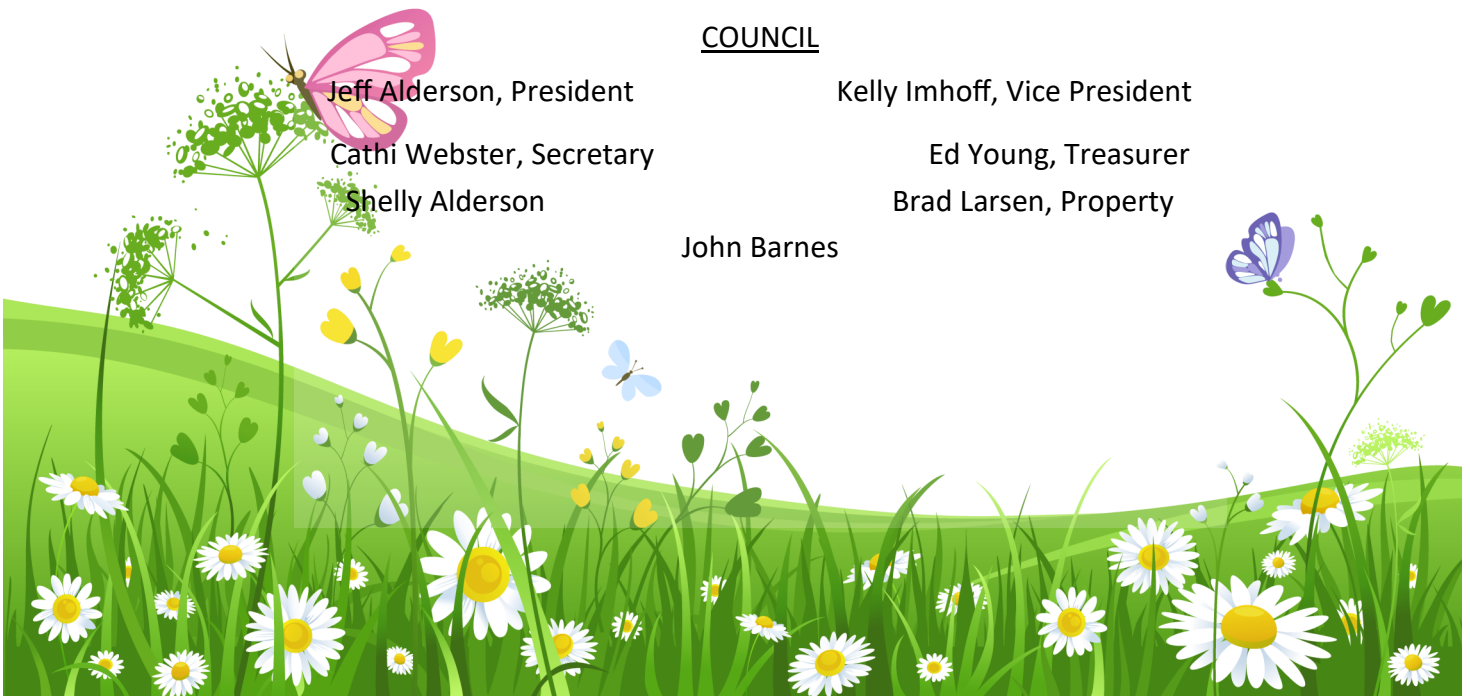 COUNCIL
Jeff Alderson, President Kelly Imhoff, Vice President
Cathi Webster, Secretary Ed Young, Treasurer
Shelly Alderson Brad Larsen, Property
John Barnes